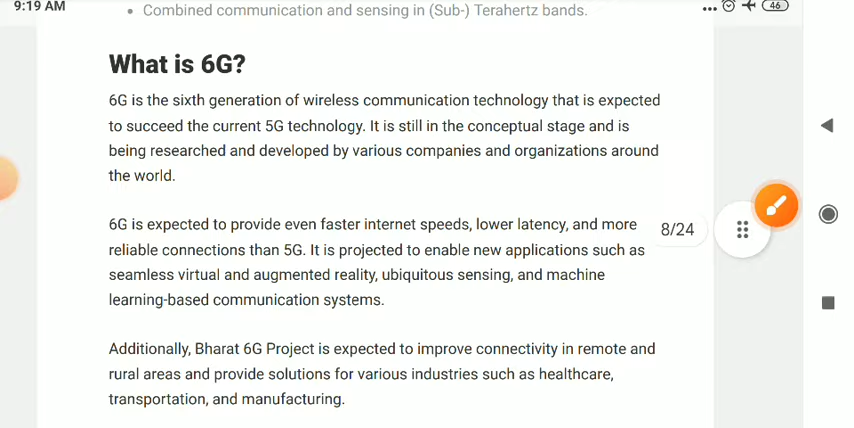 9:19 AM
46
• Combined communication and sensing in (Sub-) Terahertz bands.
What is 6G?
6G is the sixth generation of wireless communication technology that is expected
to succeed the current 5G technology. It is still in the conceptual stage and is
being researched and developed by various companies and organizations around
the world.
6G is expected to provide even faster internet speeds, lower latency, and more
reliable connections than 5G. It is projected to enable new applications such as
seamless virtual and augmented reality, ubiquitous sensing, and machine
learning-based communication systems.
8/24
Additionally, Bharat 6G Project is expected to improve connectivity in remote and
rural areas and provide solutions for various industries such as healthcare,
transportation, and manufacturing.